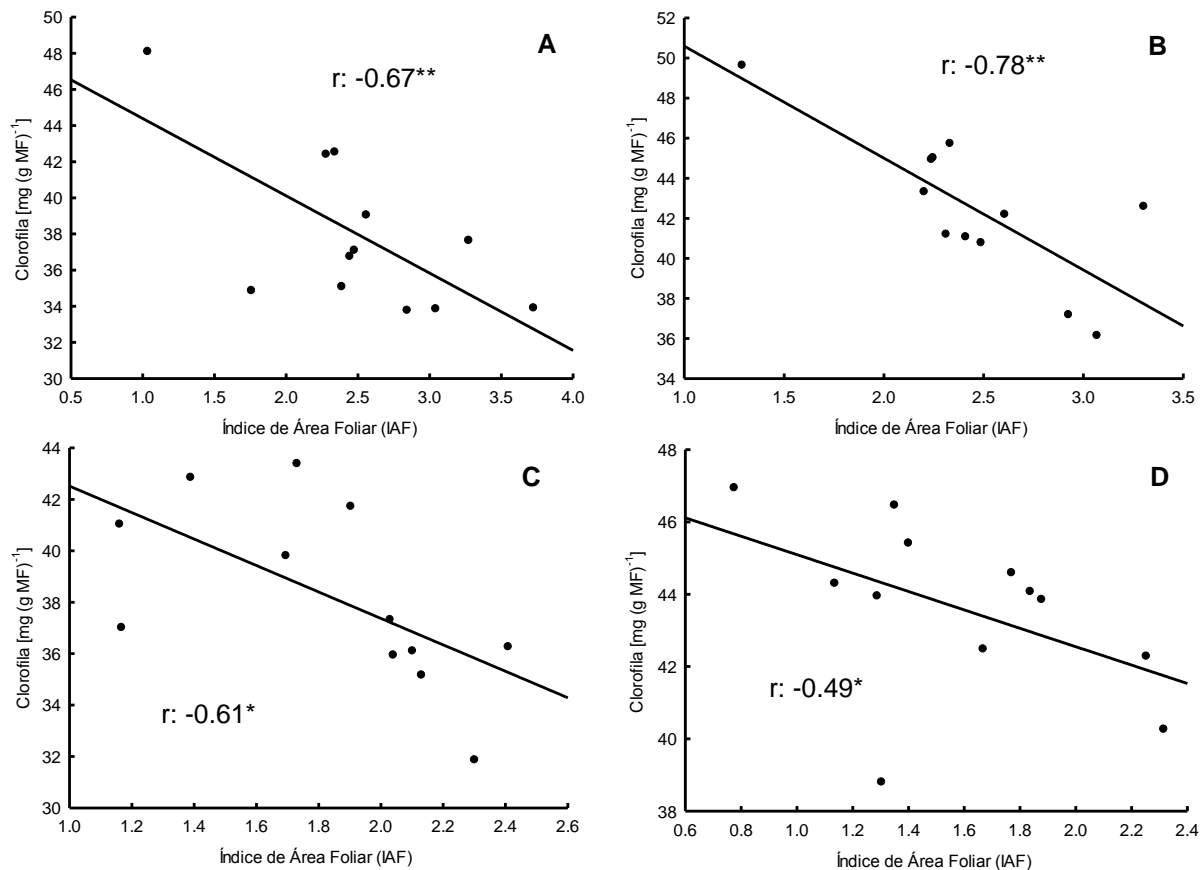 A
r: -0.67**
Clorofila [mg (g MF)⁻¹]
50
48
46
44
42
40
38
36
34
32
30
0.5 1.0 1.5 2.0 2.5 3.0 3.5 4.0
Índice de Área Foliar (IAF)
B
r: -0.78**
Clorofila [mg (g MF)⁻¹]
52
50
48
46
44
42
40
38
36
34
1.0 1.5 2.0 2.5 3.0 3.5
Índice de Área Foliar (IAF)
C
r: -0.61*
Clorofila [mg (g MF)⁻¹]
44
42
40
38
36
34
32
30
1.0 1.2 1.4 1.6 1.8 2.0 2.2 2.4 2.6
Índice de Área Foliar (IAF)
D
r: -0.49*
Clorofila [mg (g MF)⁻¹]
48
46
44
42
40
38
0.6 0.8 1.0 1.2 1.4 1.6 1.8 2.0 2.2 2.4
Índice de Área Foliar (IAF)